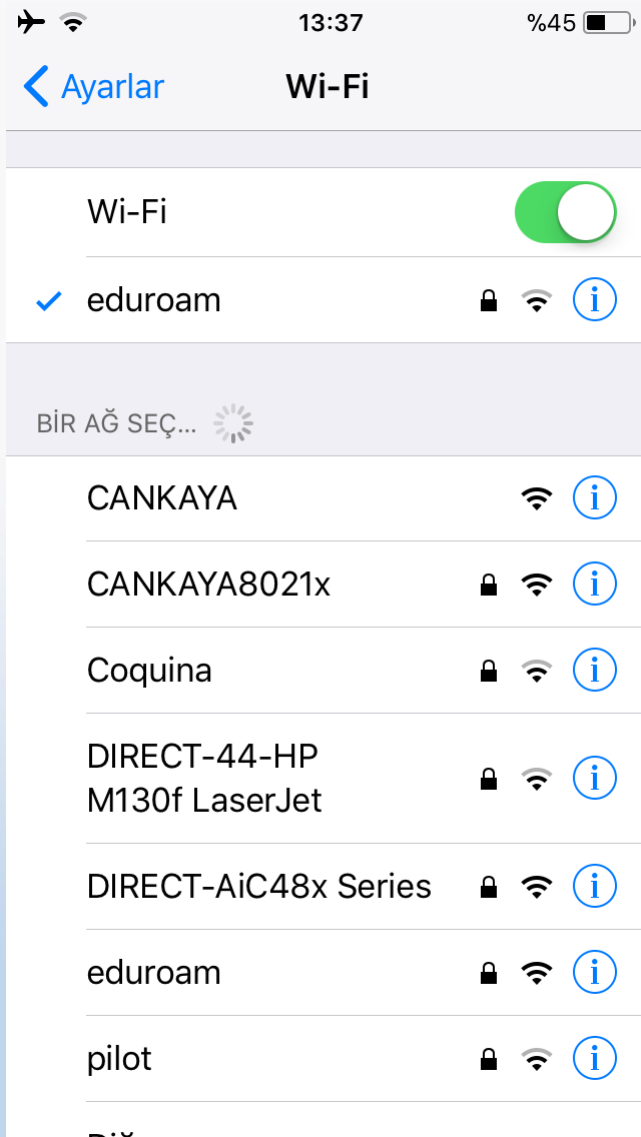 13:37
%45
Ayarlar
Wi-Fi
Wi-Fi
eduroam
BİR AĞ SEÇ...
CANKAYA
CANKAYA8021x
Coquina
DIRECT-44-HP
M130f LaserJet
DIRECT-AiC48x Series
eduroam
pilot